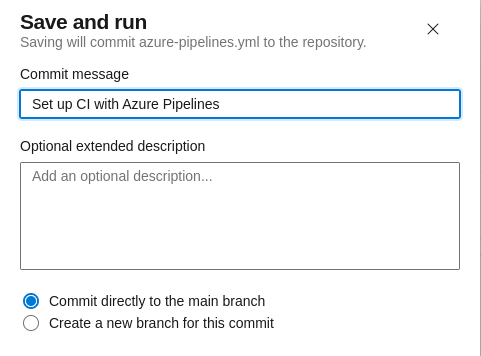 Save and run
Saving will commit azure-pipelines.yml to the repository.
Commit message
Set up CI with Azure Pipelines
Optional extended description
Add an optional description...
Commit directly to the main branch
Create a new branch for this commit